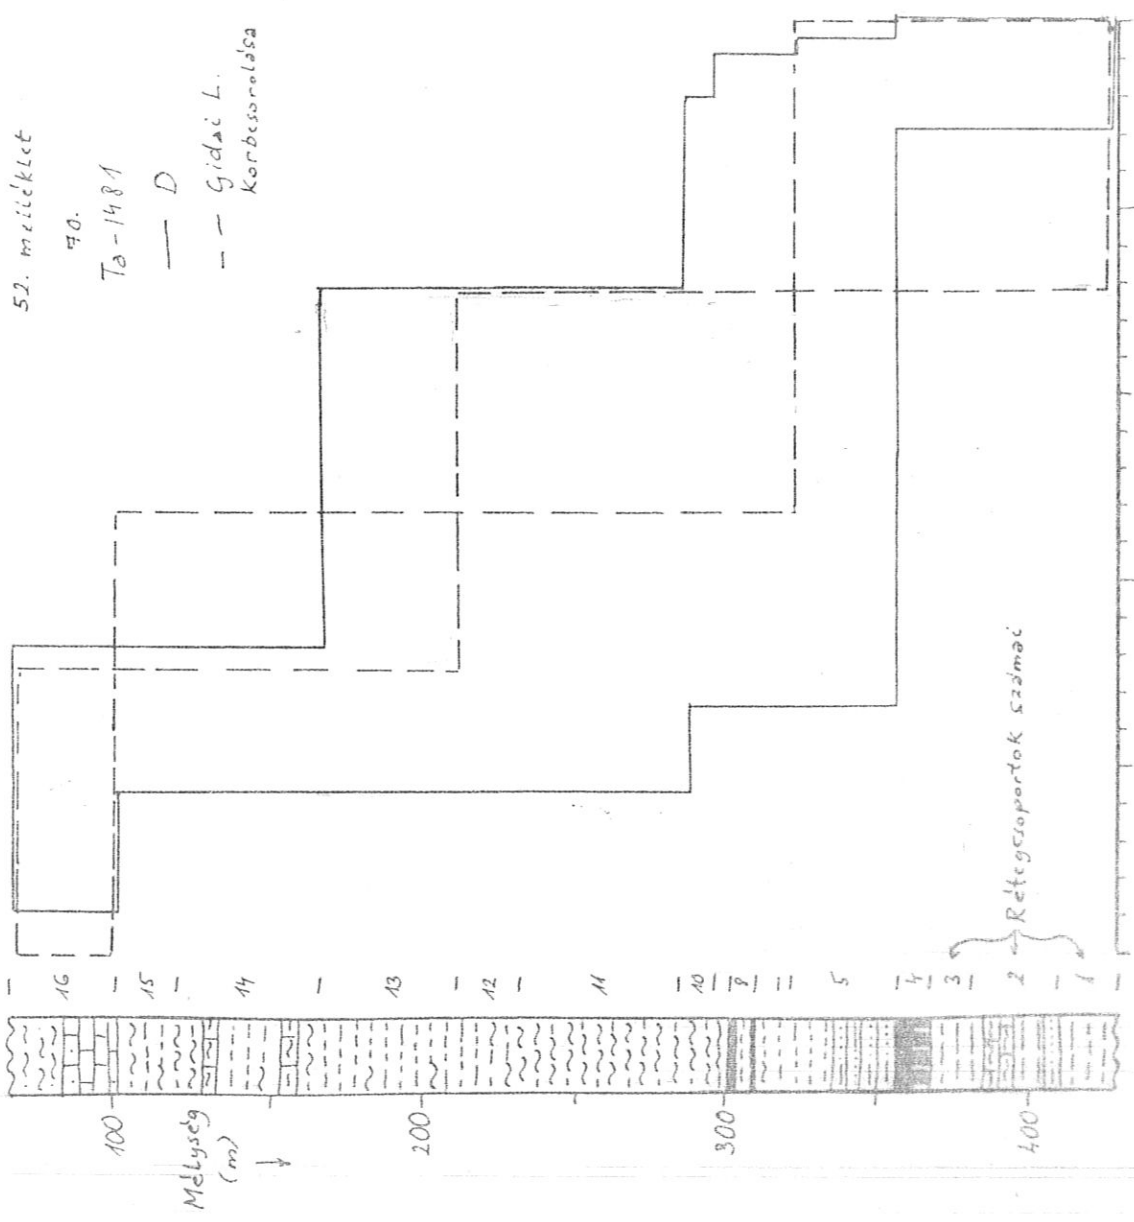 52. melléklet
70.
Ta-1481
— D
- - Gidai L.
korbesorolása
16
15
14
13
12
11
10
8
5
4
3
2
1
Rétegcsoportok számai
100
200
300
400
Mélység
(m)